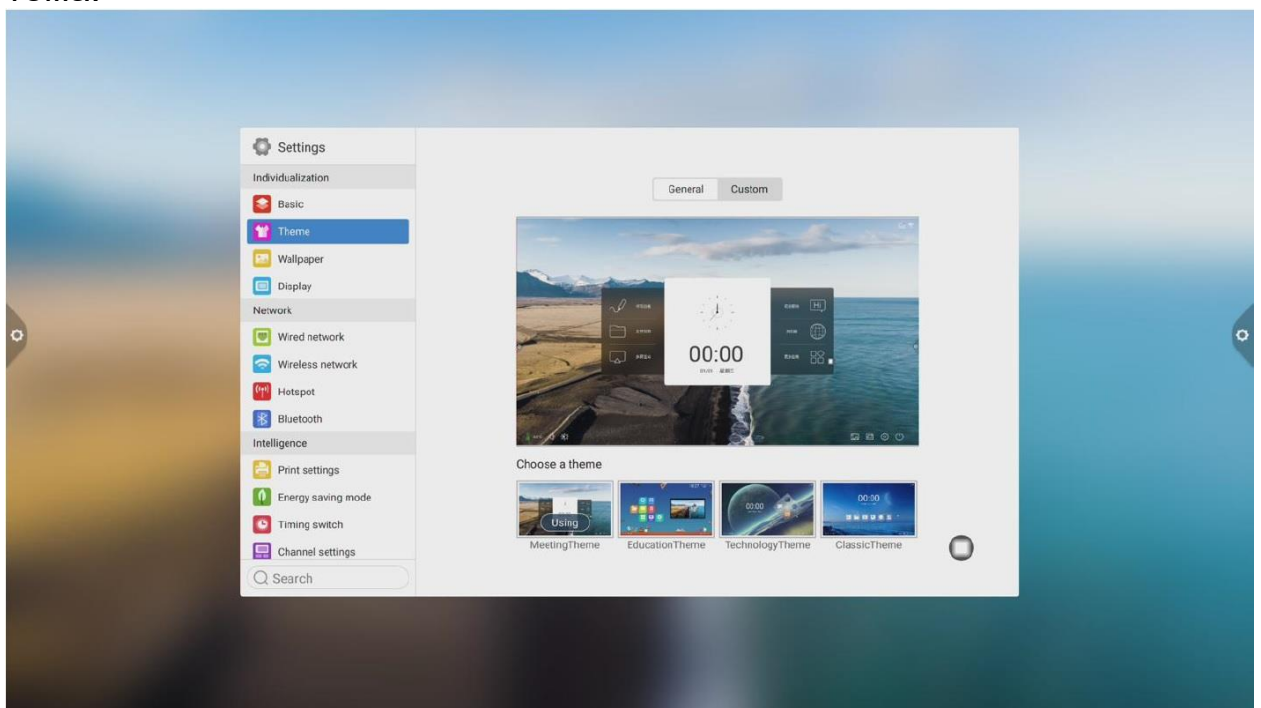 Settings
Individualization
Basic
Theme
Wallpaper
Display
Network
Wired network
Wireless network
Hotspot
Bluetooth
Intelligence
Print settings
Energy saving mode
Timing switch
Channel settings
Search
General Custom
00:00
Choose a theme
Using
00:00
00:00
MeetingTheme EducationTheme TechnologyTheme ClassicTheme